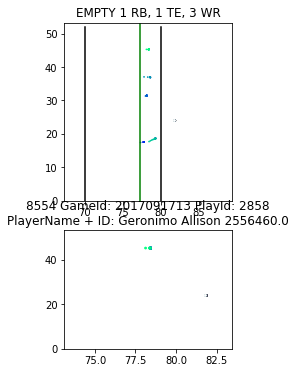 EMPTY 1 RB, 1 TE, 3 WR
50
40
30
20
10
0
70 75 80 85
8554 GameId: 2017091713 PlayId: 2858
PlayerName + ID: Geronimo Allison 2556460.0
40
20
0
75.0 77.5 80.0 82.5